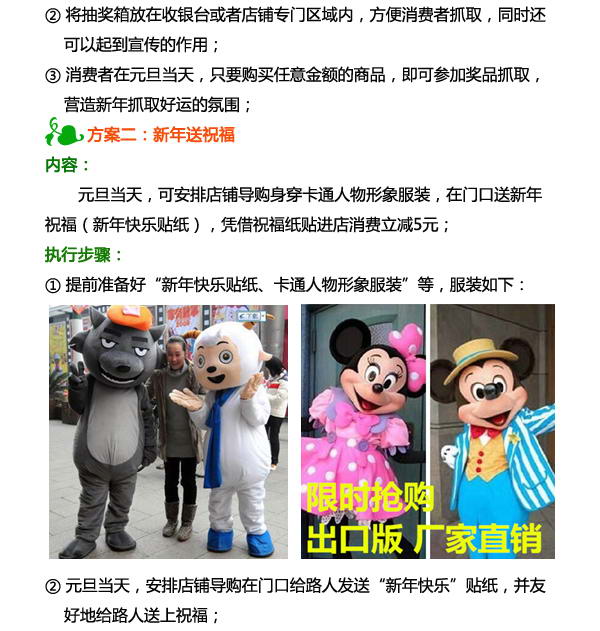 ② 将抽奖箱放在收银台或者店铺专门区域内，方便消费者抓取，同时还
可以起到宣传的作用；
③ 消费者在元旦当天，只要购买任意金额的商品，即可参加奖品抓取，
营造新年抓取好运的氛围；
方案二：新年送祝福
内容：
元旦当天，可安排店铺导购身穿卡通人物形象服装，在门口送新年
祝福（新年快乐贴纸），凭借祝福纸贴进店消费立减5元；
执行步骤：
① 提前准备好“新年快乐贴纸、卡通人物形象服装”等，服装如下：
限时抢购
出口版 厂家直销
② 元旦当天，安排店铺导购在门口给路人发送“新年快乐”贴纸，并友
好地给路人送上祝福；